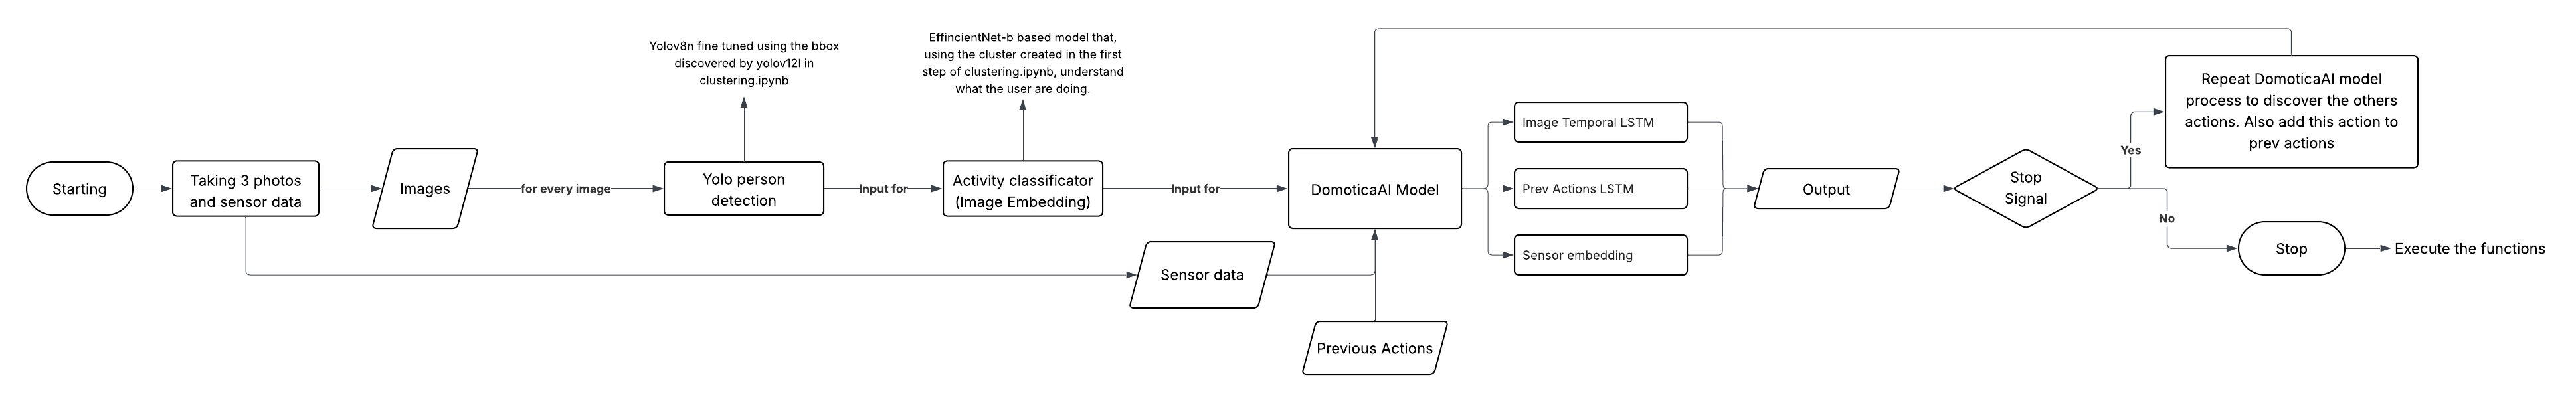 Starting
Taking 3 photos
and sensor data
Images
for every image
Yolov8n fine tuned using the bbox
discovered by yolov12l in
clustering.ipynb
Yolo person
detection
Input for
EffincientNet-b based model that,
using the cluster created in the first
step of clustering.ipynb, understand
what the user are doing.
Activity classificator
(Image Embedding)
Input for
Sensor data
Previous Actions
DomoticaAI Model
Image Temporal LSTM
Prev Actions LSTM
Sensor embedding
Output
Stop
Signal
Yes
Repeat DomoticaAI model
process to discover the others
actions. Also add this action to
prev actions
No
Stop
Execute the functions